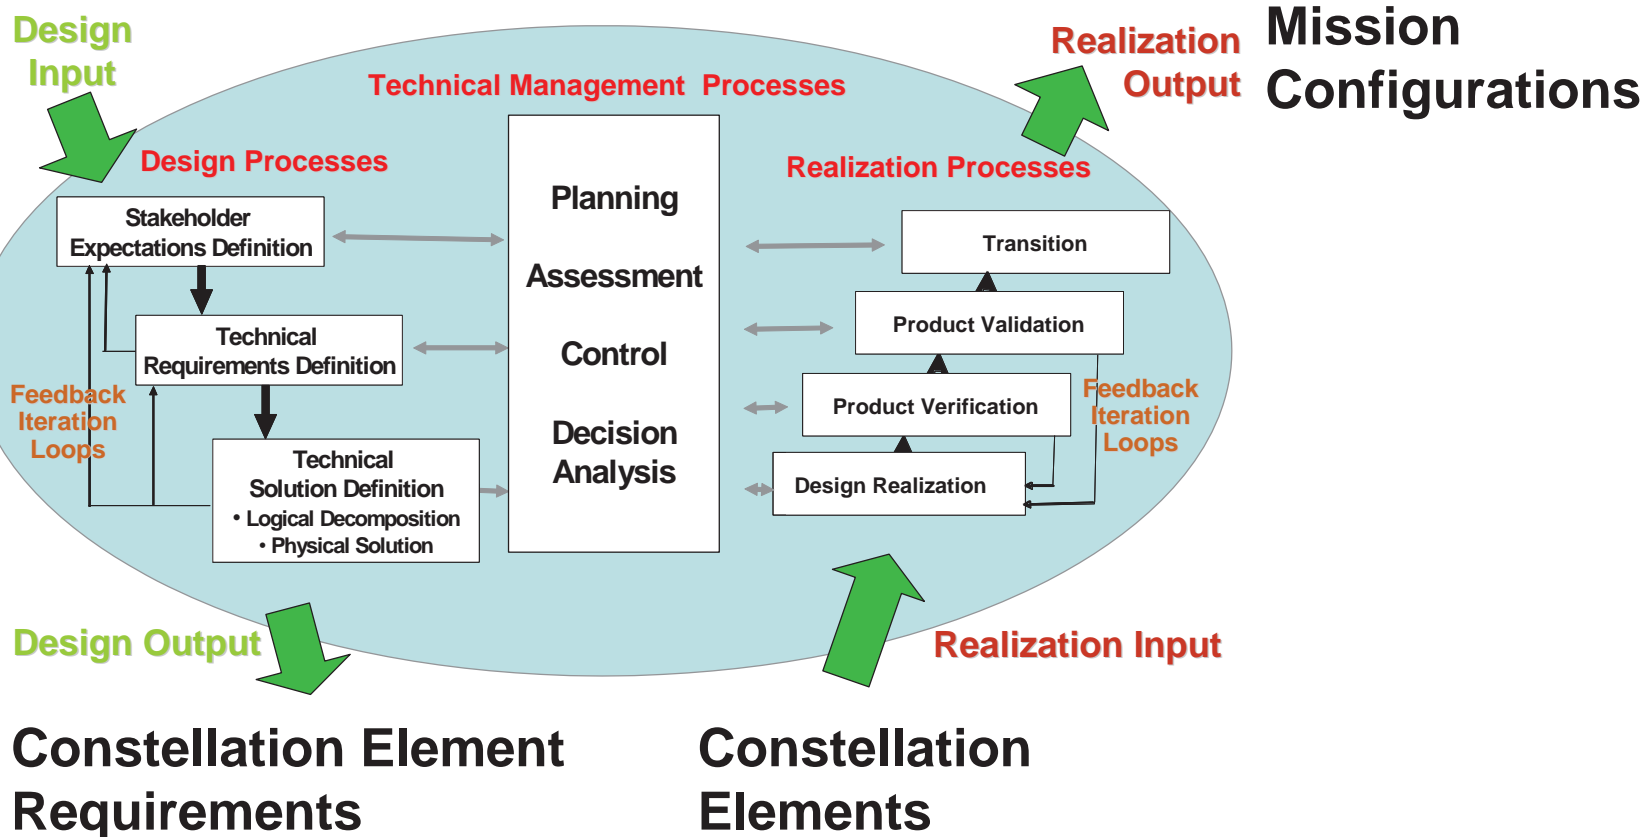 Design
Input
Technical Management  Processes
Realization
Output
Mission
Configurations
Design Processes
Realization Processes
Stakeholder
Expectations Definition
Technical
Requirements Definition
Feedback
Iteration
Loops
Technical
Solution Definition
• Logical Decomposition
• Physical Solution
Planning
Assessment
Control
Decision
Analysis
Transition
Product Validation
Product Verification
Design Realization
Feedback
Iteration
Loops
Design Output
Realization Input
Constellation Element
Requirements
Constellation
Elements